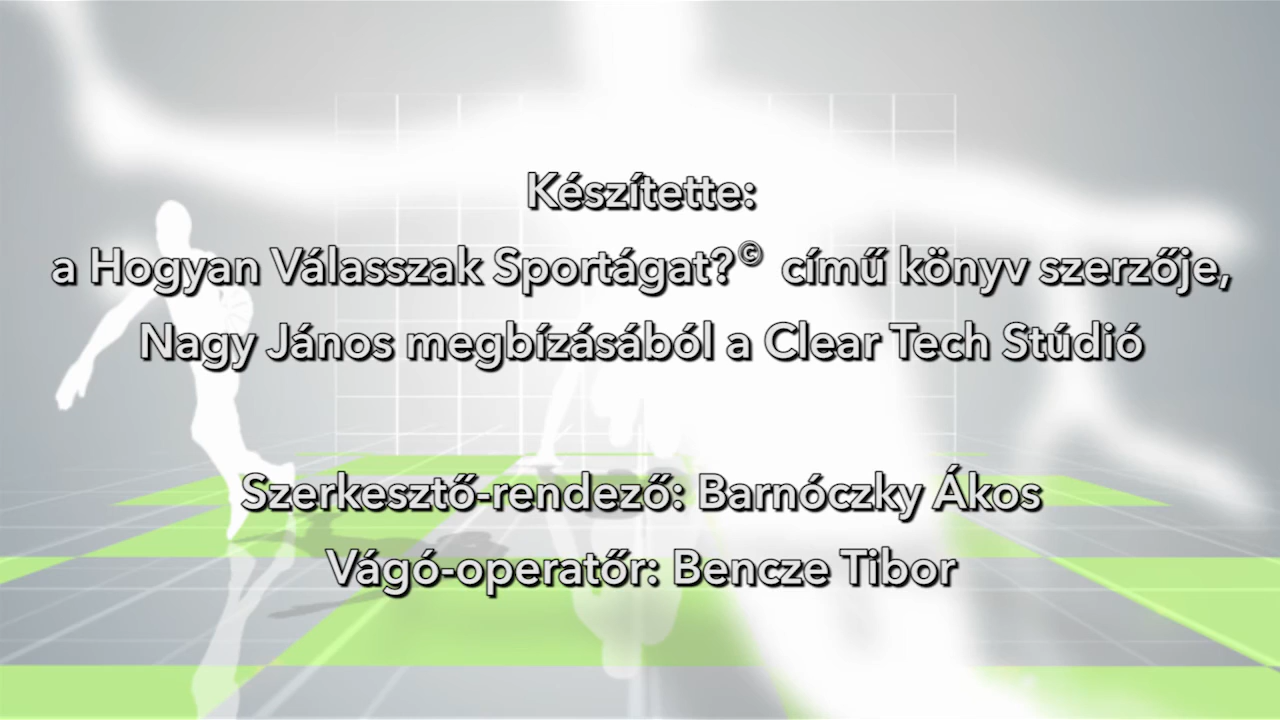 Készítette:
a Hogyan Válasszak Sportágat?© című könyv szerzője,
Nagy János megbízásából a Clear Tech Stúdió
Szerkesztő-rendező: Barnóczky Ákos
Vágó-operatőr: Bencze Tibor